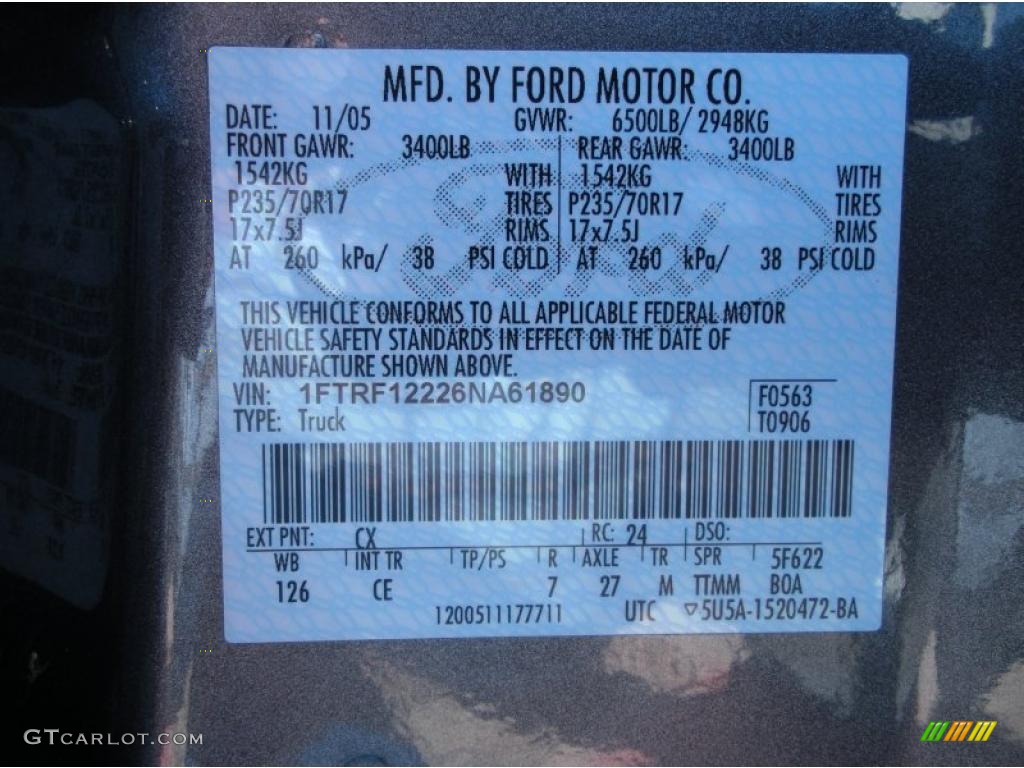 MFD. BY FORD MOTOR CO.
DATE: 11/05 GVWR: 6500LB/ 2948KG
FRONT GAWR: 3400LB REAR GAWR: 3400LB
1542KG WITH 1542KG WITH
P235/70R17 TIRES P235/70R17 TIRES
17x7.5J RIMS 17x7.5J RIMS
AT 260 kPa/ 38 PSI COLD AT 260 kPa/ 38 PSI COLD
THIS VEHICLE CONFORMS TO ALL APPLICABLE FEDERAL MOTOR
VEHICLE SAFETY STANDARDS IN EFFECT ON THE DATE OF
MANUFACTURE SHOWN ABOVE.
VIN: 1FTRF12226NA61890 F0563
TYPE: Truck T0906
EXT PNT: CX RC: 24 DSO:
WB INT TR TP/PS R AXLE TR SPR 5F622
126 CE 7 27 M TTMM BOA
1200511177711 UTC ▽5U5A-1520472-BA
GTCARLOT.COM